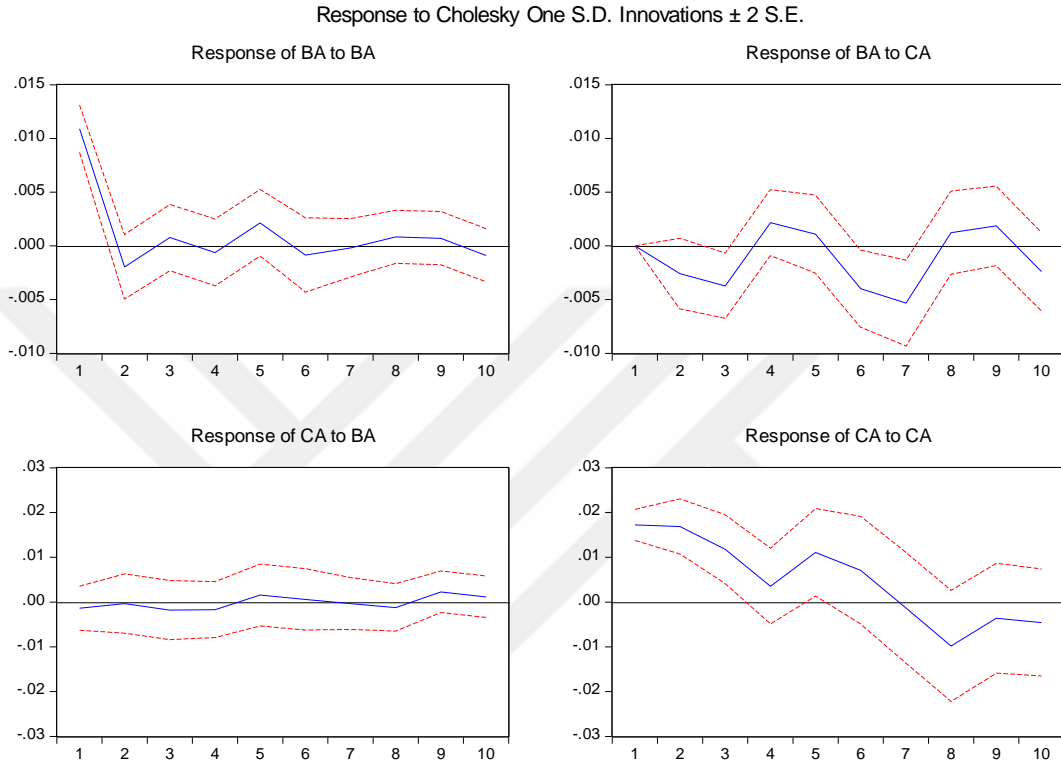 Response to Cholesky One S.D. Innovations ± 2 S.E.
Response of BA to BA
.015
.010
.005
.000
-.005
-.010
1 2 3 4 5 6 7 8 9 10
Response of BA to CA
.015
.010
.005
.000
-.005
-.010
1 2 3 4 5 6 7 8 9 10
Response of CA to BA
.03
.02
.01
.00
-.01
-.02
-.03
1 2 3 4 5 6 7 8 9 10
Response of CA to CA
.03
.02
.01
.00
-.01
-.02
-.03
1 2 3 4 5 6 7 8 9 10